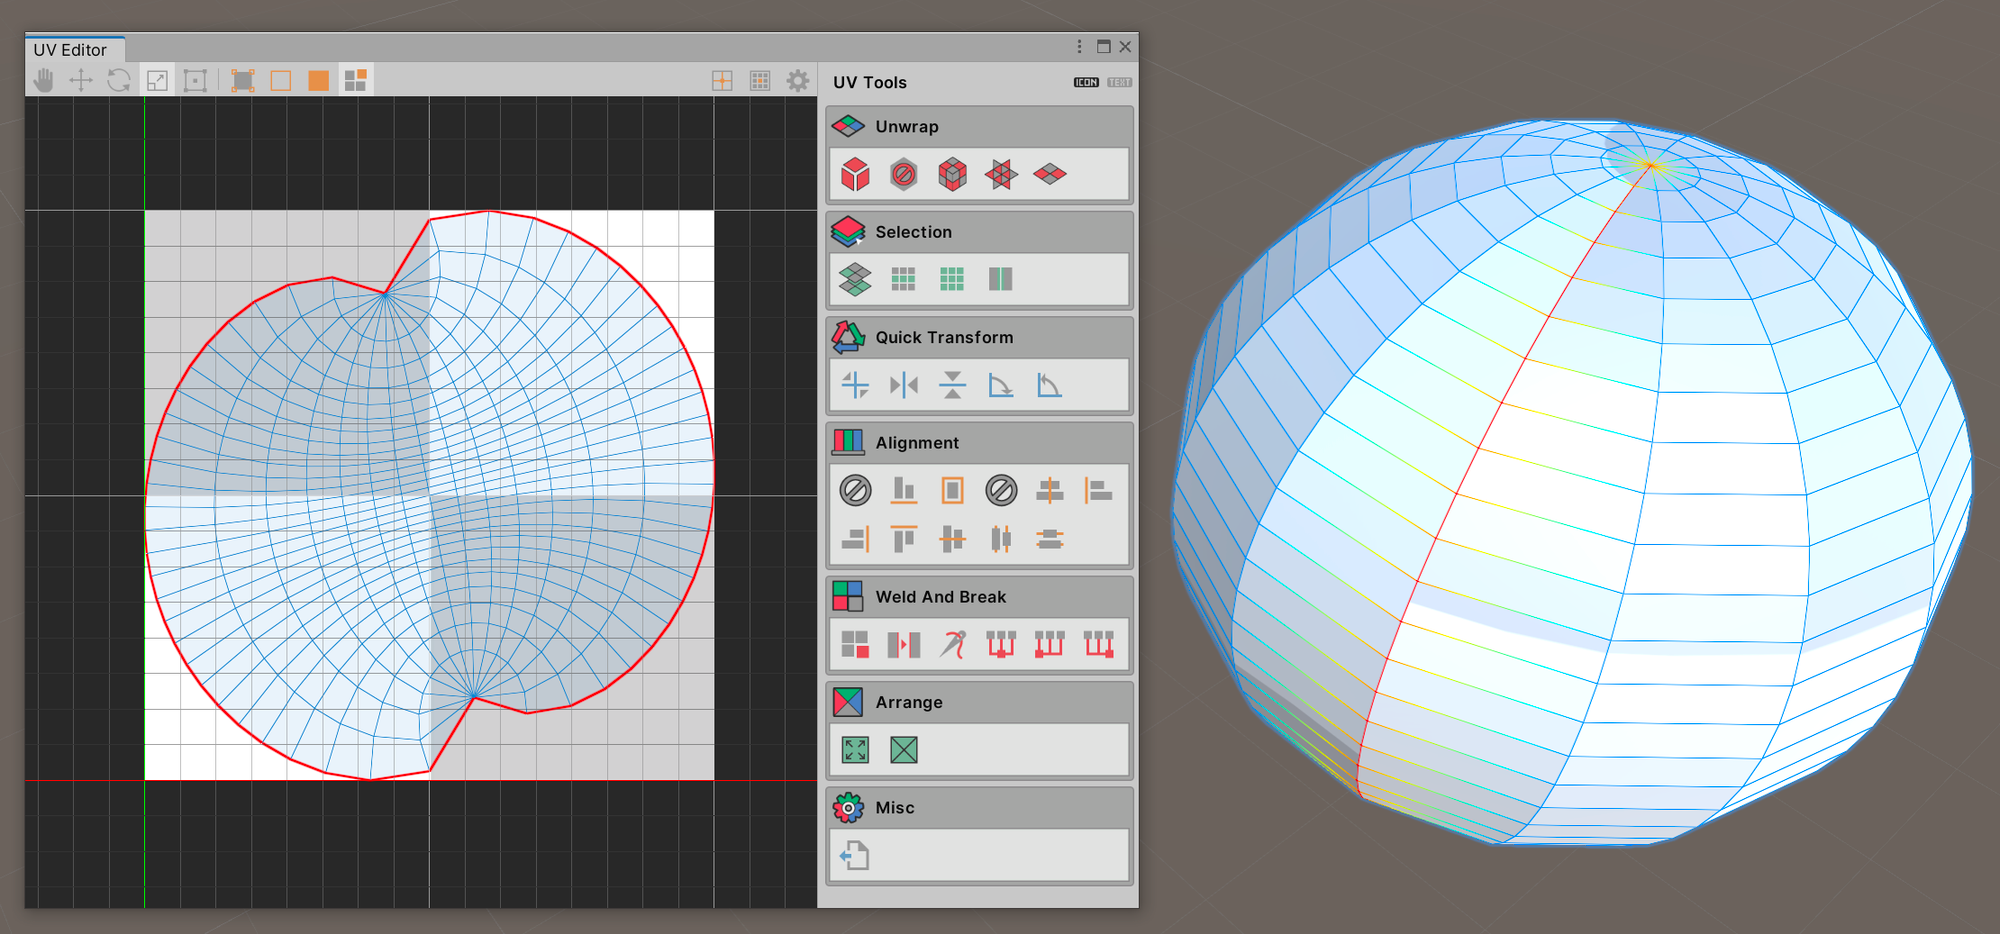 UV Editor
UV Tools
ICON TEXT
Unwrap
Selection
Quick Transform
Alignment
Weld And Break
Arrange
Misc